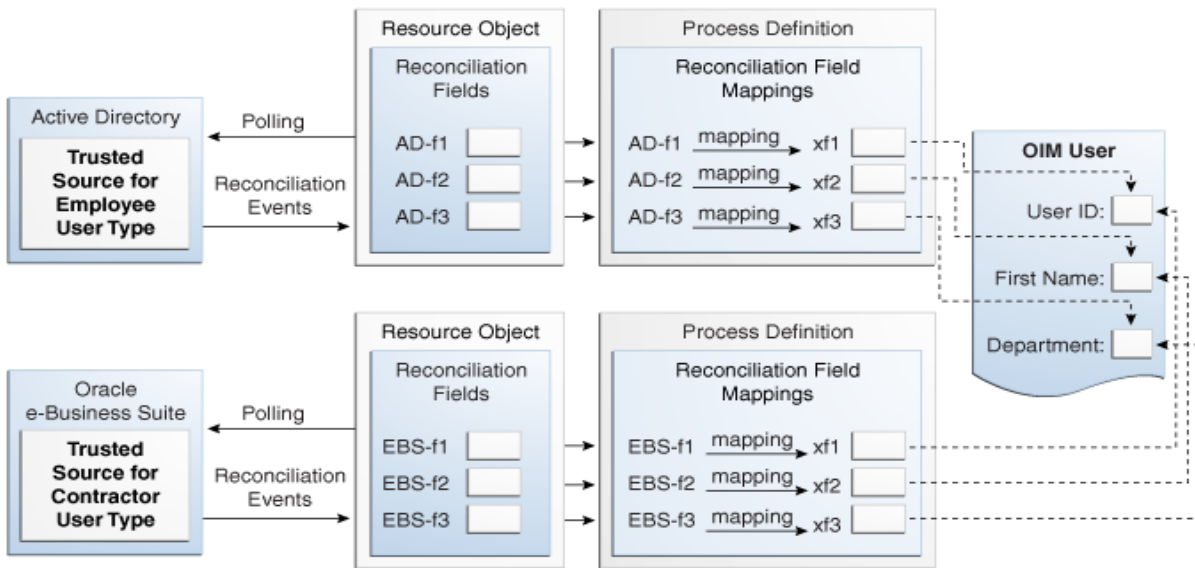 Resource Object
Reconciliation
Fields
Process Definition
Reconciliation Field
Mappings
Active Directory
Trusted
Source for
Employee
User Type
Polling
Reconciliation
Events
AD-f1
AD-f2
AD-f3
AD-f1 mapping xf1
AD-f2 mapping xf2
AD-f3 mapping xf3
OIM User
User ID:
First Name:
Department:
Resource Object
Reconciliation
Fields
Process Definition
Reconciliation Field
Mappings
Oracle
e-Business Suite
Trusted
Source for
Contractor
User Type
Polling
Reconciliation
Events
EBS-f1
EBS-f2
EBS-f3
EBS-f1 mapping xf1
EBS-f2 mapping xf2
EBS-f3 mapping xf3